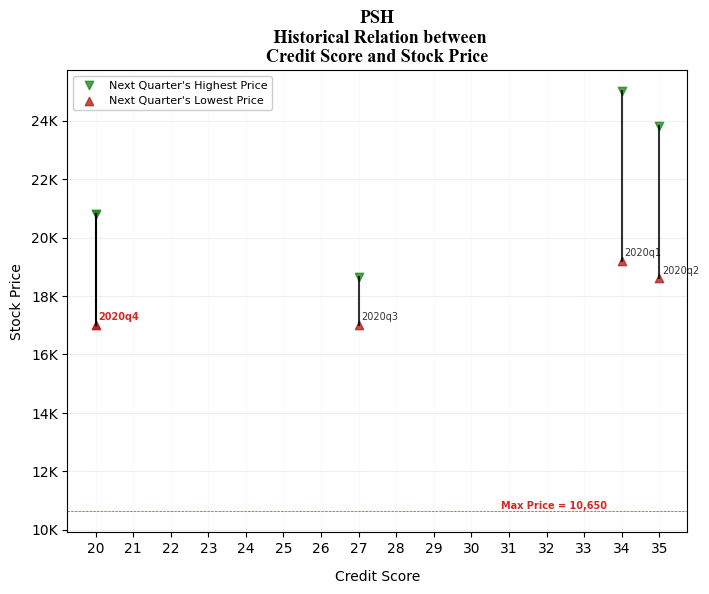 PSH
Historical Relation between
Credit Score and Stock Price
Next Quarter's Highest Price
Next Quarter's Lowest Price
24K
22K
20K
18K
16K
14K
12K
10K
Stock Price
2020q1
2020q2
2020q4
2020q3
Max Price = 10,650
20 21 22 23 24 25 26 27 28 29 30 31 32 33 34 35
Credit Score